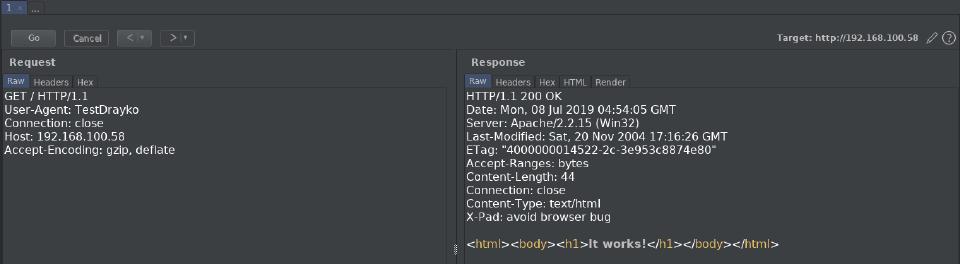 1 × ...
Go Cancel < > Target: http://192.168.100.58
Request
Raw Headers Hex
GET / HTTP/1.1
User-Agent: TestDrayko
Connection: close
Host: 192.168.100.58
Accept-Encoding: gzip, deflate
Response
Raw Headers Hex HTML Render
HTTP/1.1 200 OK
Date: Mon, 08 Jul 2019 04:54:05 GMT
Server: Apache/2.2.15 (Win32)
Last-Modified: Sat, 20 Nov 2004 17:16:26 GMT
ETag: "4000000014522-2c-3e953c8874e80"
Accept-Ranges: bytes
Content-Length: 44
Connection: close
Content-Type: text/html
X-Pad: avoid browser bug
<html><body><h1>It works!</h1></body></html>